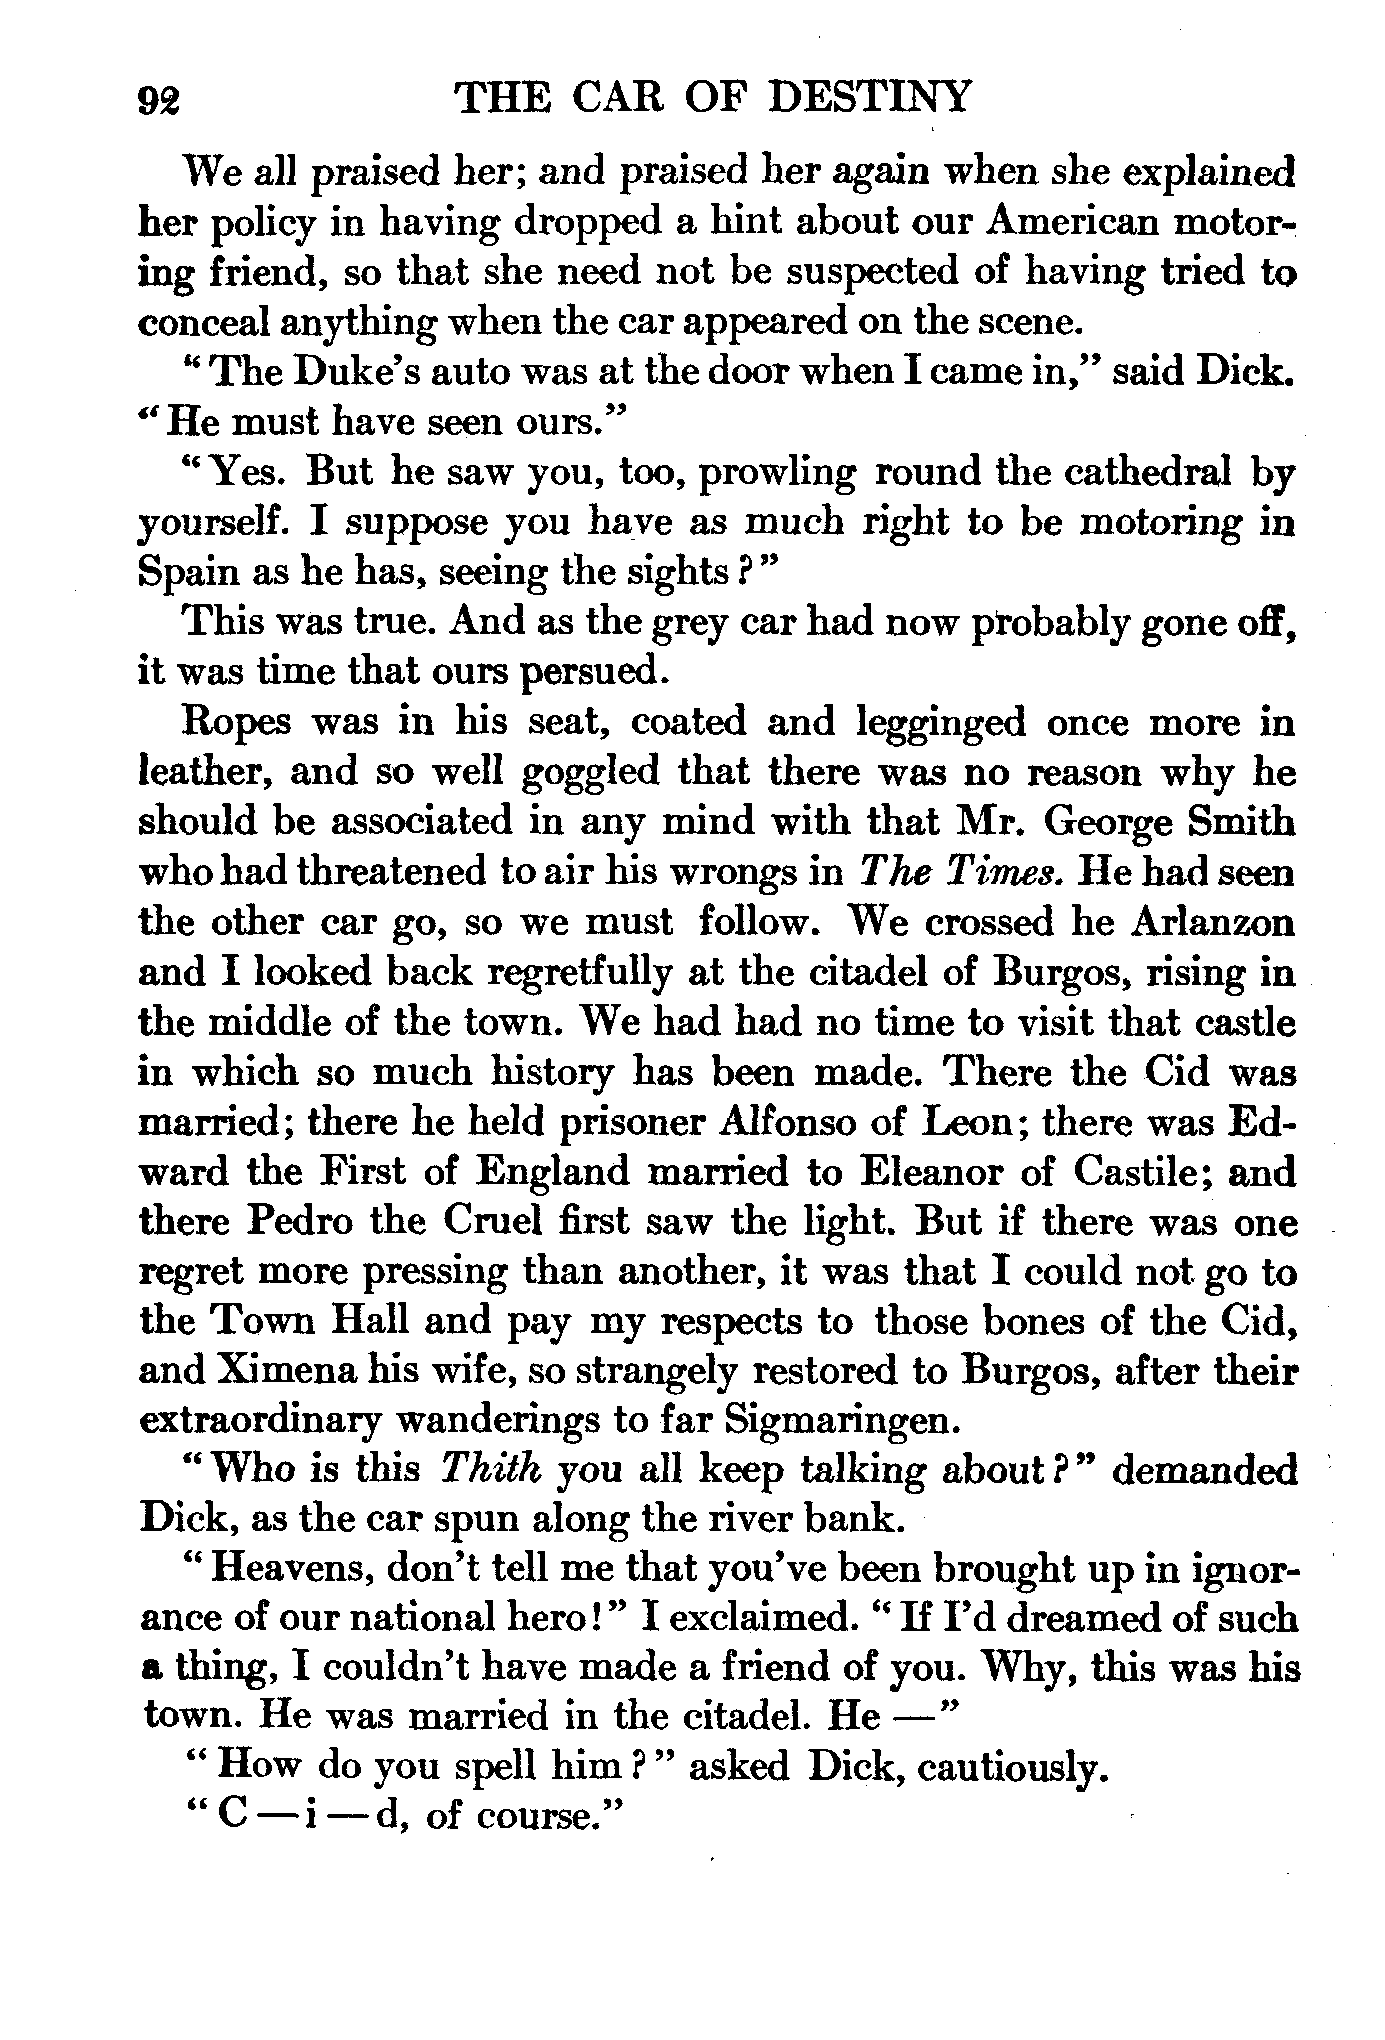 92 THE CAR OF DESTINY
We all praised her; and praised her again when she explained
her policy in having dropped a hint about our American motor-
ing friend, so that she need not be suspected of having tried to
conceal anything when the car appeared on the scene.
"The Duke's auto was at the door when I came in," said Dick.
"He must have seen ours."
"Yes. But he saw you, too, prowling round the cathedral by
yourself. I suppose you have as much right to be motoring in
Spain as he has, seeing the sights?"
This was true. And as the grey car had now probably gone off,
it was time that ours persued.
Ropes was in his seat, coated and legginged once more in
leather, and so well goggled that there was no reason why he
should be associated in any mind with that Mr. George Smith
who had threatened to air his wrongs in The Times. He had seen
the other car go, so we must follow. We crossed he Arlanzon
and I looked back regretfully at the citadel of Burgos, rising in
the middle of the town. We had had no time to visit that castle
in which so much history has been made. There the Cid was
married; there he held prisoner Alfonso of Leon; there was Ed-
ward the First of England married to Eleanor of Castile; and
there Pedro the Cruel first saw the light. But if there was one
regret more pressing than another, it was that I could not go to
the Town Hall and pay my respects to those bones of the Cid,
and Ximena his wife, so strangely restored to Burgos, after their
extraordinary wanderings to far Sigmaringen.
"Who is this Thith you all keep talking about?" demanded
Dick, as the car spun along the river bank.
"Heavens, don't tell me that you've been brought up in ignor-
ance of our national hero!" I exclaimed. "If I'd dreamed of such
a thing, I couldn't have made a friend of you. Why, this was his
town. He was married in the citadel. He —"
"How do you spell him?" asked Dick, cautiously.
"C — i — d, of course."